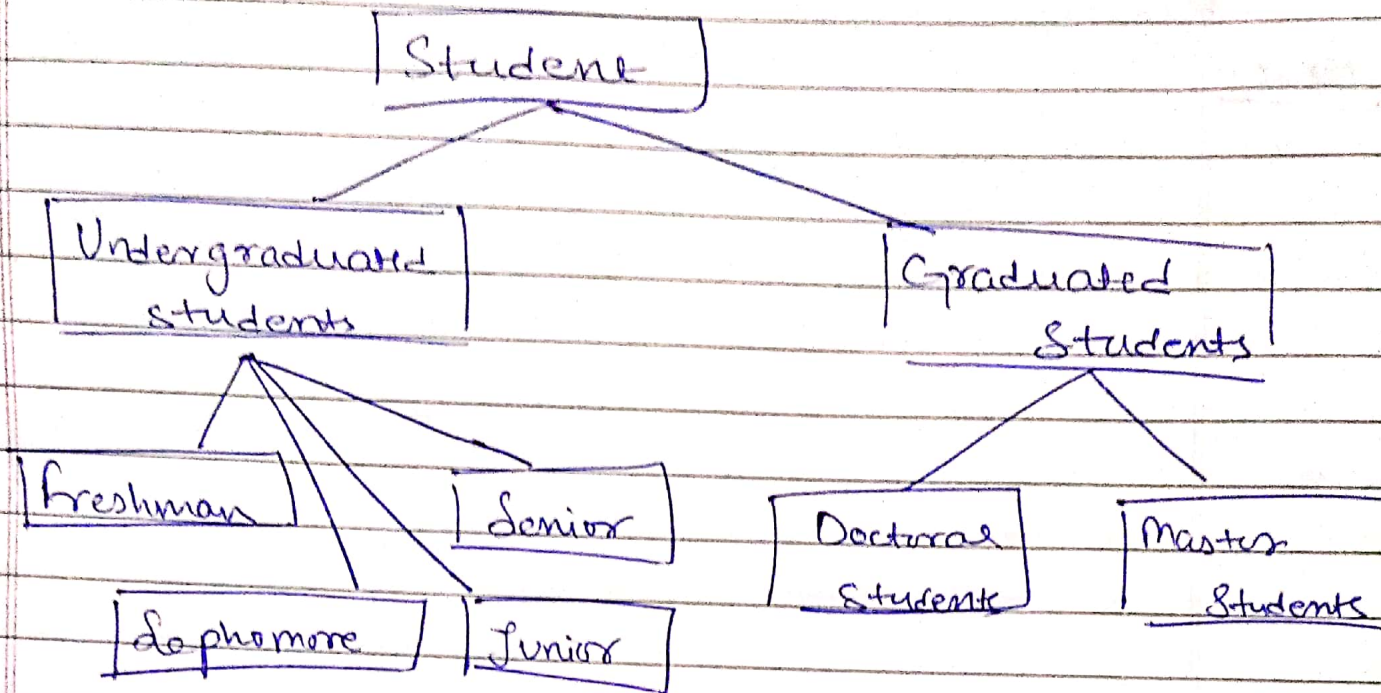 Student
Undergraduated
students
Graduated
Students
Freshman
Senior
Doctoral
Students
Master
Students
Sophomore
Junior